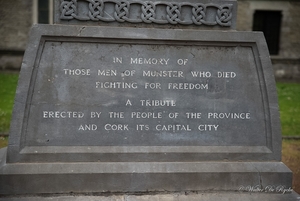 IN MEMORY OF
THOSE MEN OF MUNSTER WHO DIED
FIGHTING FOR FREEDOM
A TRIBUTE
ERECTED BY THE PEOPLE OF THE PROVINCE
AND CORK ITS CAPITAL CITY